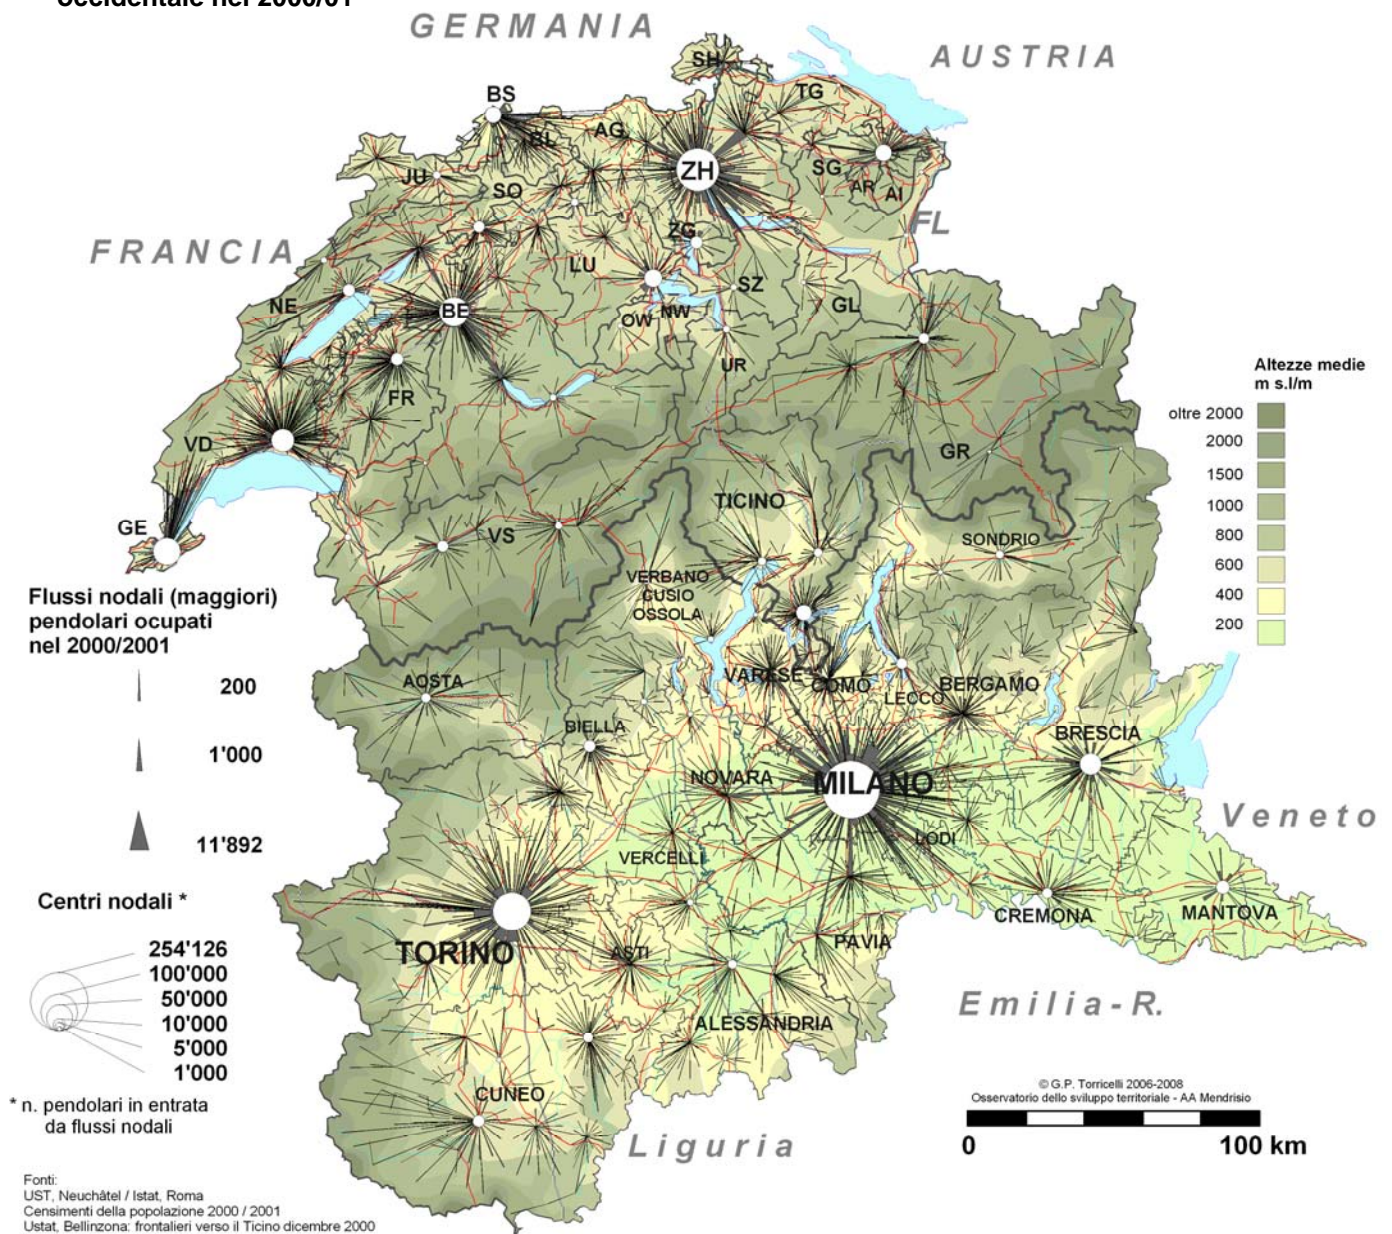 occidentale nel 2000/01
GERMANIA
AUSTRIA
SH
TG
BS
BL
AG
ZH
SG
AR
AI
JU
SO
FL
FRANCIA
ZG
LU
SZ
NE
BE
OW
NW
GL
UR
FR
VD
GR
GE
VS
TICINO
SONDRIO
VERBANO
CUSIO
OSSOLA
AOSTA
VARESE
COMO
LECCO
BERGAMO
BIELLA
BRESCIA
NOVARA
MILANO
Veneto
LODI
VERCELLI
CREMONA
MANTOVA
TORINO
ASTI
PAVIA
ALESSANDRIA
Emilia-R.
CUNEO
Liguria
Altezze medie
m s.l/m
oltre 2000
2000
1500
1000
800
600
400
200
Flussi nodali (maggiori)
pendolari occupati
nel 2000/2001
200
1'000
11'892
Centri nodali *
254'126
100'000
50'000
10'000
5'000
1'000
* n. pendolari in entrata
da flussi nodali
© G.P. Torricelli 2006-2008
Osservatorio dello sviluppo territoriale - AA Mendrisio
0 100 km
Fonti:
UST, Neuchâtel / Istat, Roma
Censimenti della popolazione 2000 / 2001
Ustat, Bellinzona: frontalieri verso il Ticino dicembre 2000